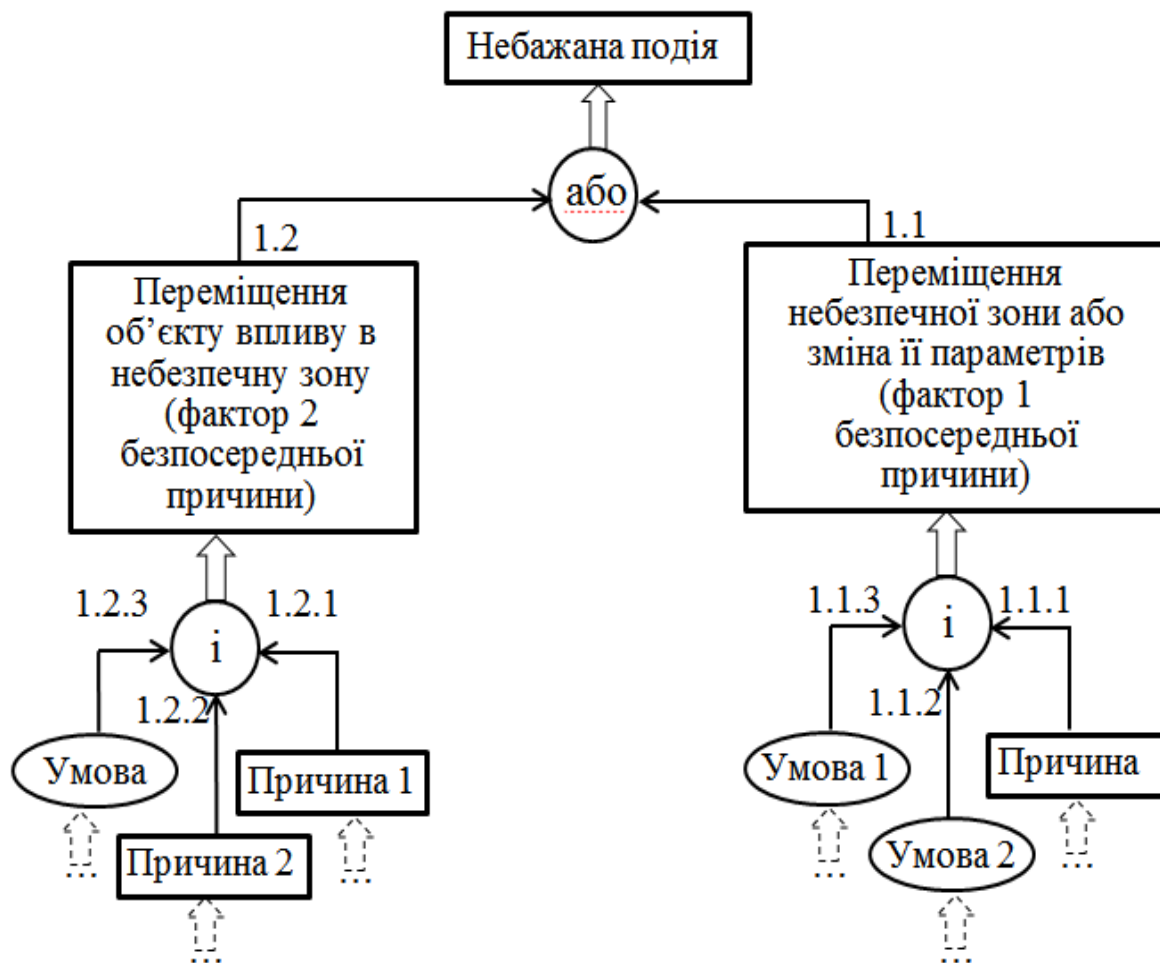 Небажана подія
або
1.2
1.1
Переміщення
об’єкту впливу в
небезпечну зону
(фактор 2
безпосередньої
причини)
Переміщення
небезпечної зони або
зміна її параметрів
(фактор 1
безпосередньої
причини)
1.2.3
1.2.1
і
1.2.2
1.1.3
1.1.1
і
1.1.2
Умова
Причина 1
Причина 2
Умова 1
Причина
Умова 2
...
...
...
...
...
...